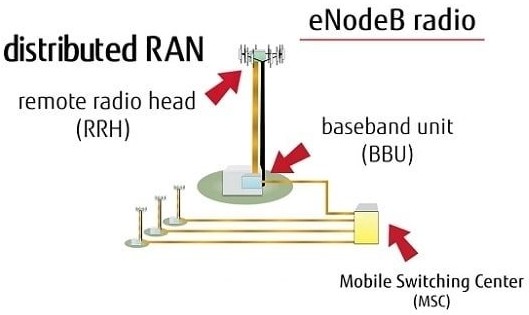 eNodeB radio
distributed RAN
remote radio head
(RRH)
baseband unit
(BBU)
Mobile Switching Center
(MSC)